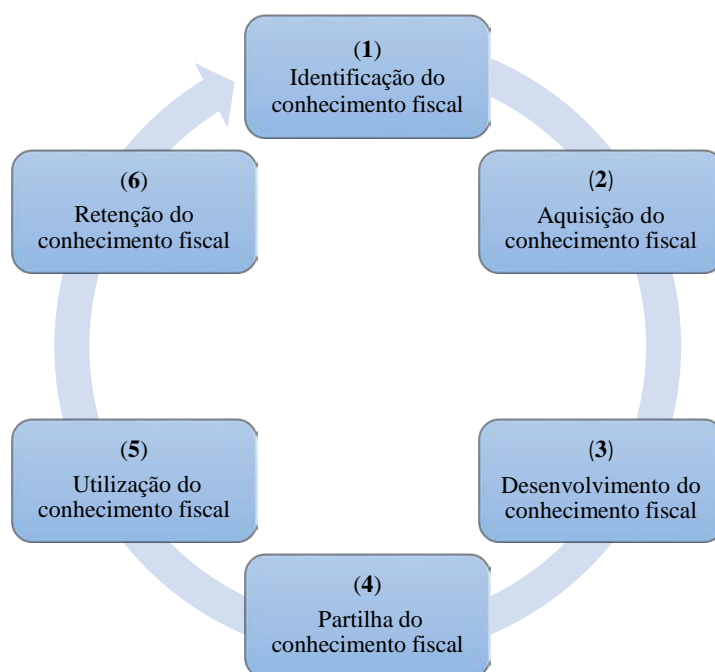 (1)
Identificação do
conhecimento fiscal
(2)
Aquisição do
conhecimento fiscal
(3)
Desenvolvimento do
conhecimento fiscal
(4)
Partilha do
conhecimento fiscal
(5)
Utilização do
conhecimento fiscal
(6)
Retenção do
conhecimento fiscal